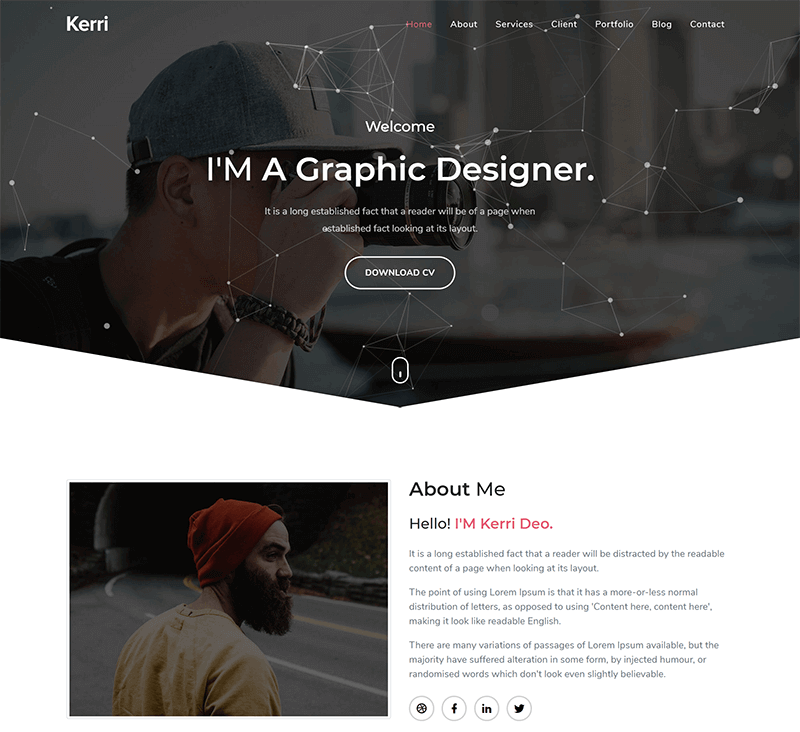 Kerri
Home About Services Client Portfolio Blog Contact
Welcome
I'M A Graphic Designer.
It is a long established fact that a reader will be of a page when
established fact looking at its layout.
DOWNLOAD CV
About Me
Hello! I'M Kerri Deo.
It is a long established fact that a reader will be distracted by the readable
content of a page when looking at its layout.
The point of using Lorem Ipsum is that it has a more-or-less normal
distribution of letters, as opposed to using 'Content here, content here',
making it look like readable English.
There are many variations of passages of Lorem Ipsum available, but the
majority have suffered alteration in some form, by injected humour, or
randomised words which don't look even slightly believable.